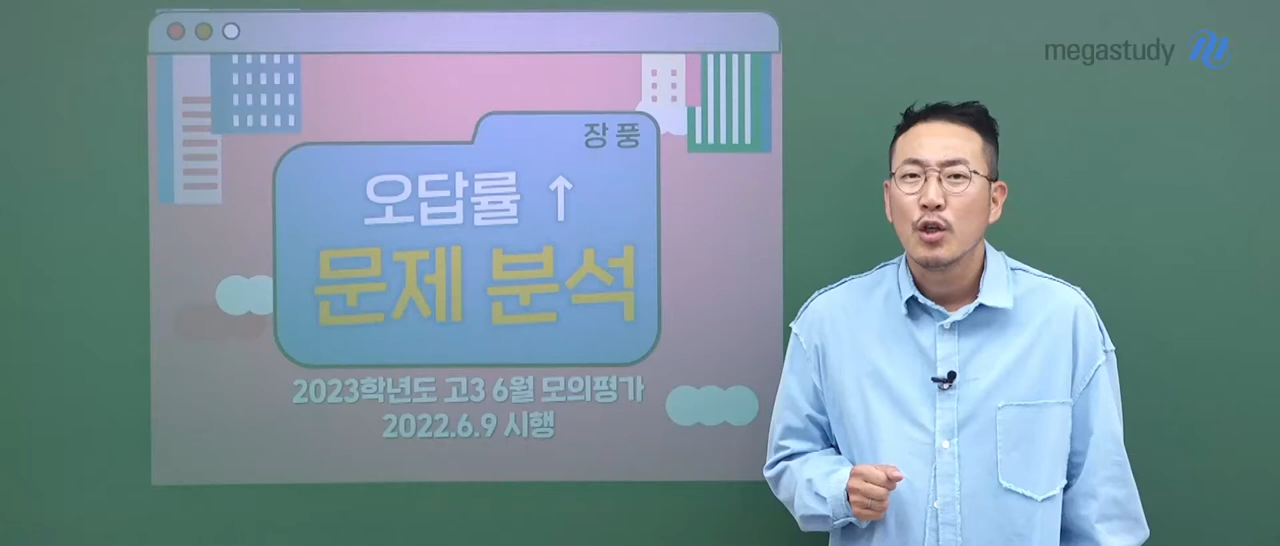 megastudy
장풍
오답률 ↑
문제 분석
2023학년도 고3 6월 모의평가
2022.6.9 시행